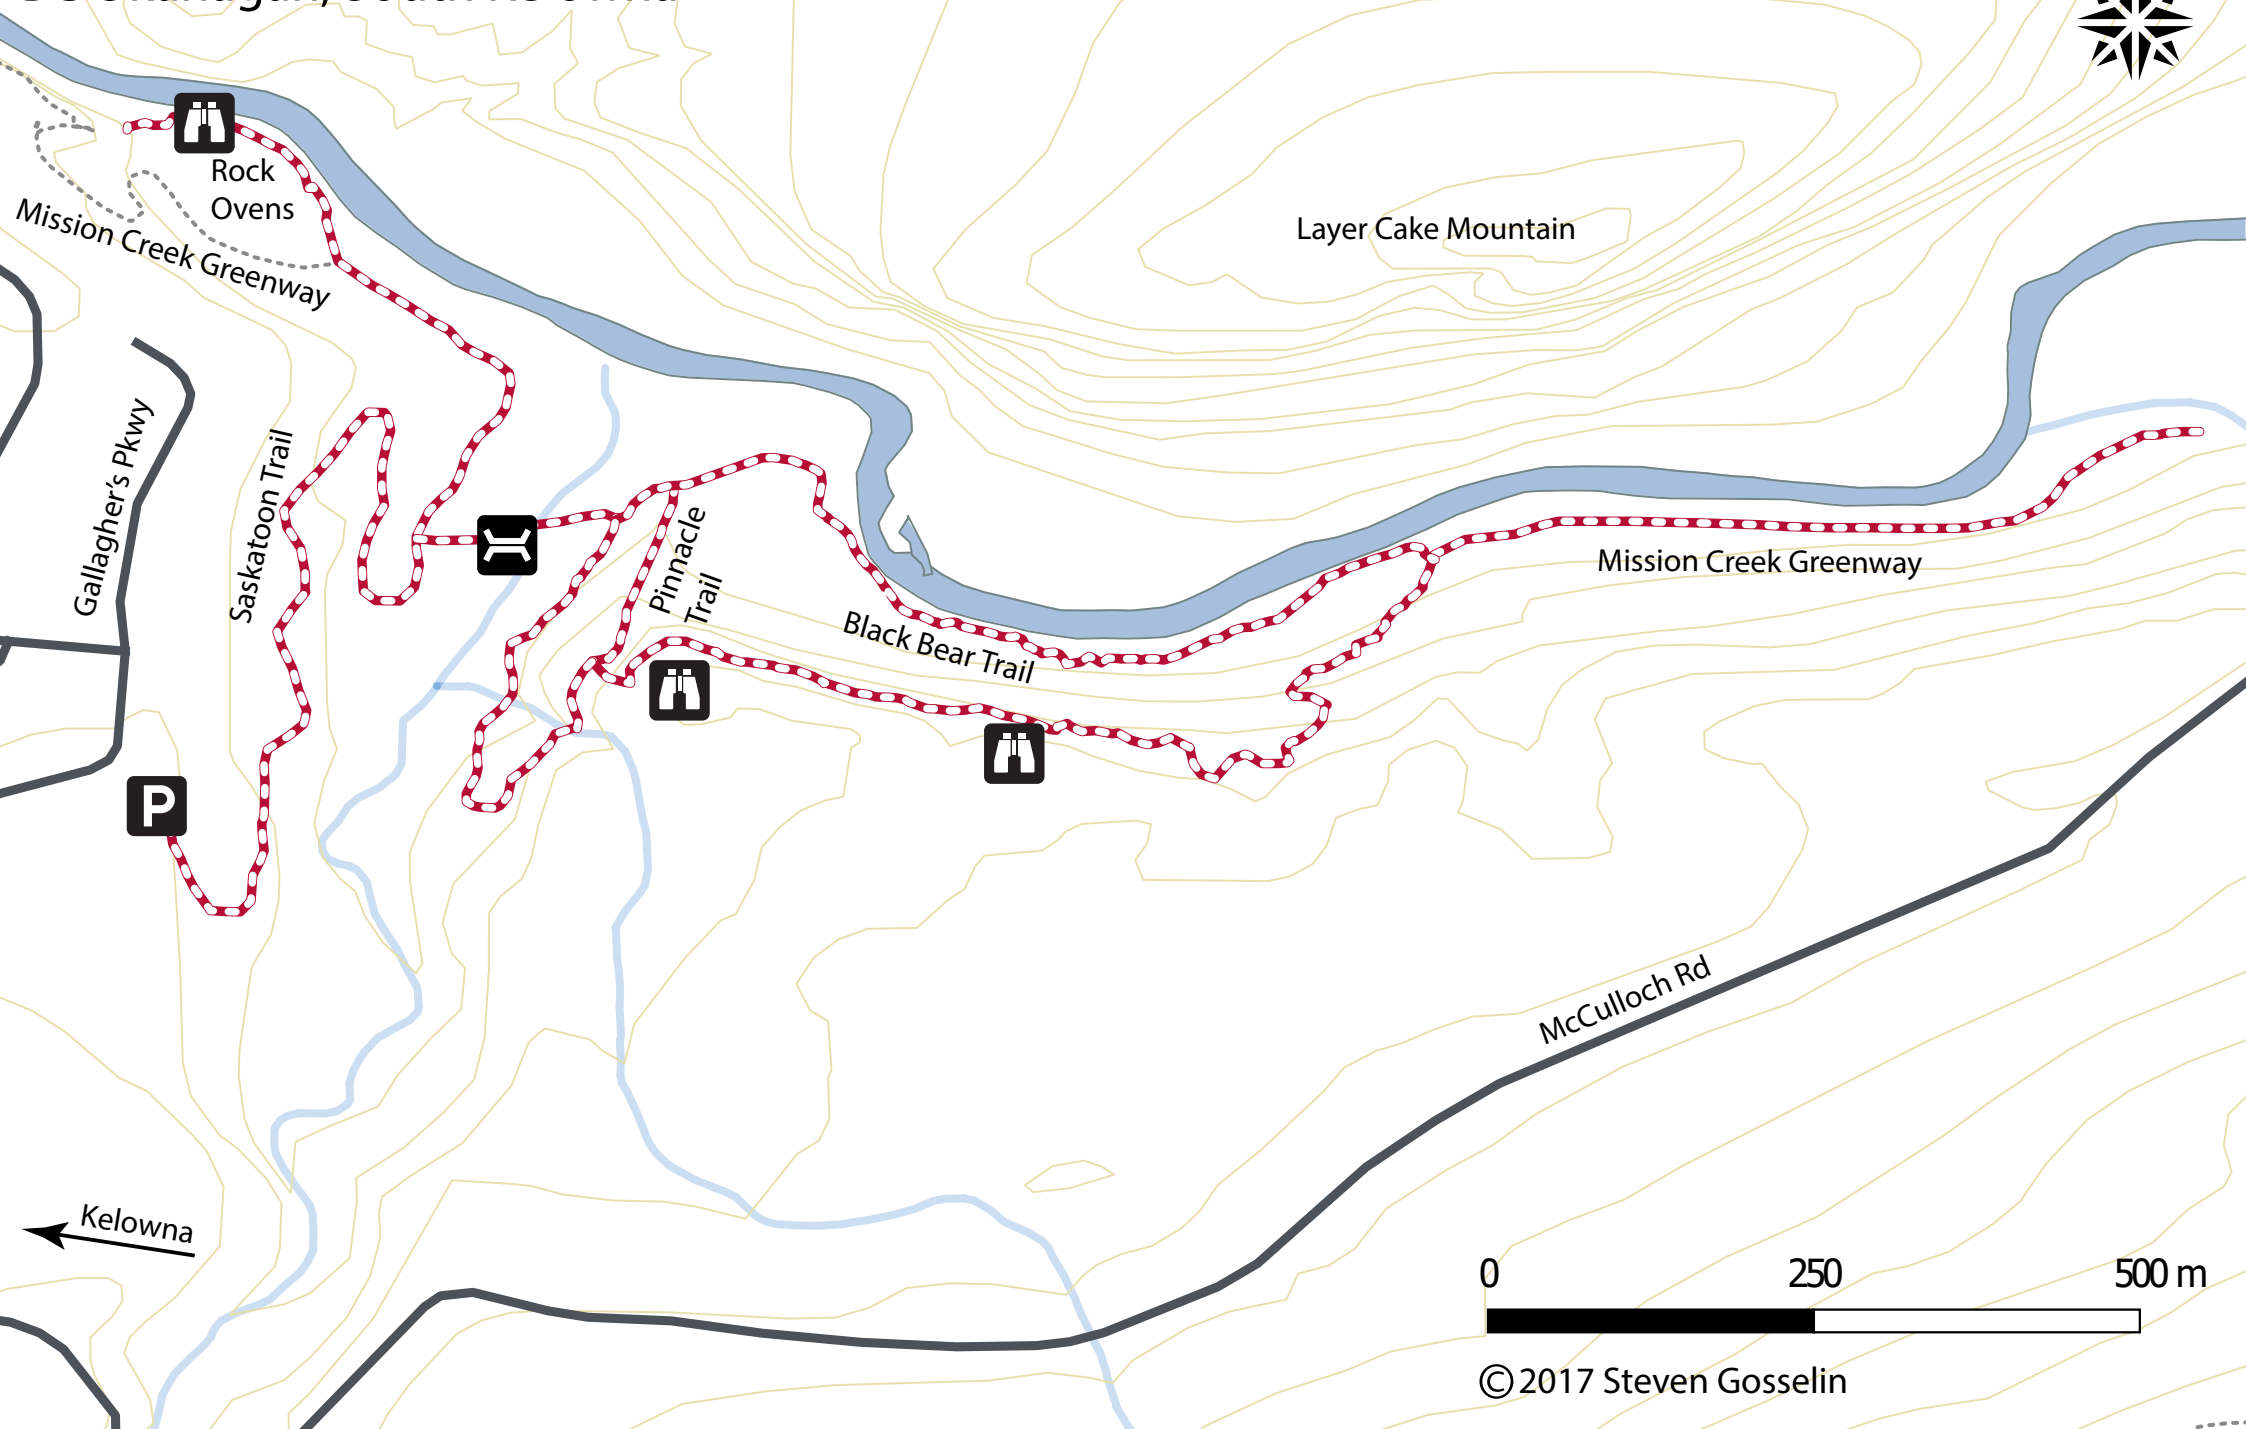 Rock
Ovens
Mission Creek Greenway
Layer Cake Mountain
Gallagher's Pkwy
Saskatoon Trail
Pinnacle
Trail
Black Bear Trail
Mission Creek Greenway
P
McCulloch Rd
Kelowna
0 250 500 m
©2017 Steven Gosselin